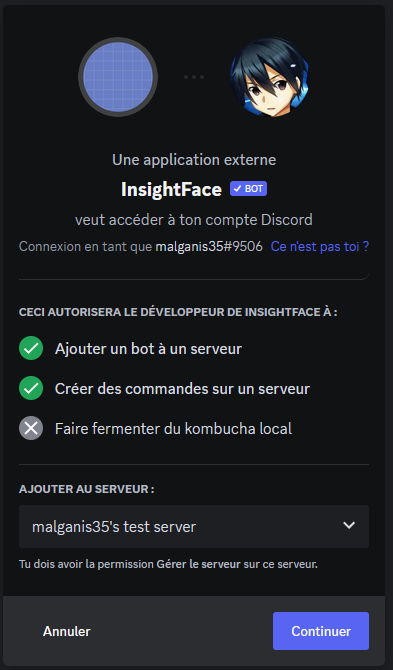 Une application externe
InsightFace ✓ BOT
veut accéder à ton compte Discord
Connexion en tant que malganis35#9506 Ce n'est pas toi ?
CECI AUTORISERA LE DÉVELOPPEUR DE INSIGHTFACE À :
Ajouter un bot à un serveur
Créer des commandes sur un serveur
Faire fermenter du kombucha local
AJOUTER AU SERVEUR :
malganis35's test server
Tu dois avoir la permission Gérer le serveur sur ce serveur.
Annuler Continuer